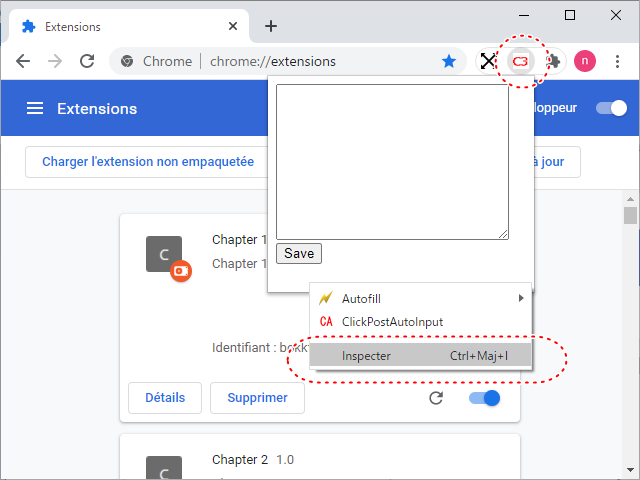 Extensions
Chrome
chrome://extensions
C3
n
Extensions
loppeur
Charger l'extension non empaquetée
à jour
Save
C
Chapter 1
Chapter 1
Autofill
CA ClickPostAutoInput
Identifiant :
Inspecter Ctrl+Maj+I
Détails
Supprimer
C
Chapter 2 1.0